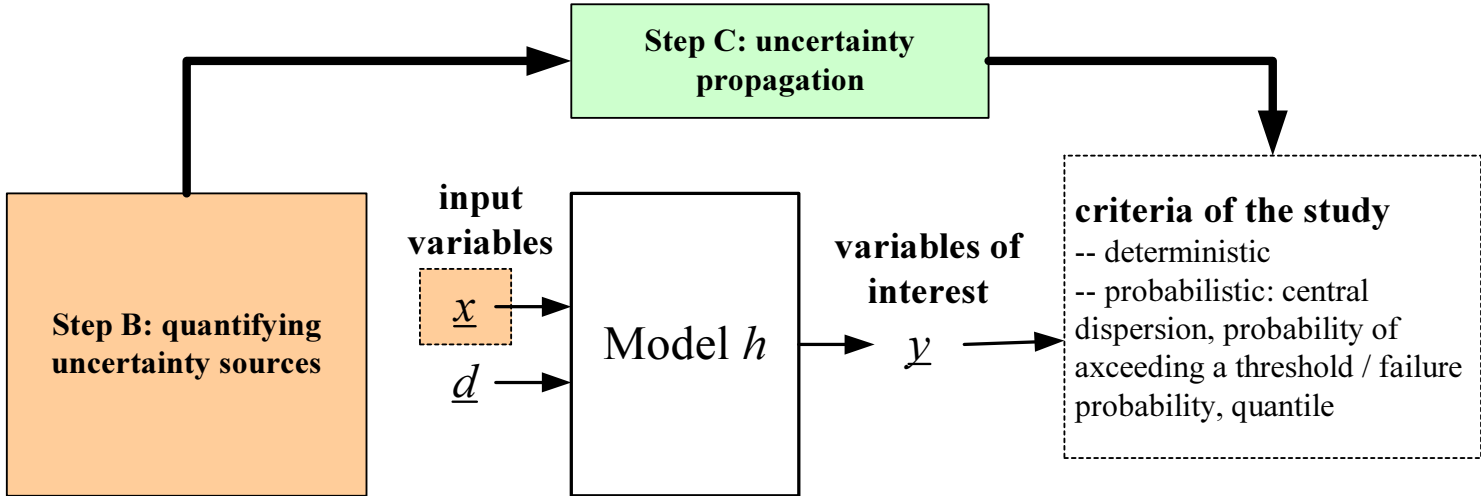 Step C: uncertainty
propagation
Step B: quantifying
uncertainty sources
input
variables
x
d
Model h
variables of
interest
y
criteria of the study
-- deterministic
-- probabilistic: central
dispersion, probability of
axceeding a threshold / failure
probability, quantile